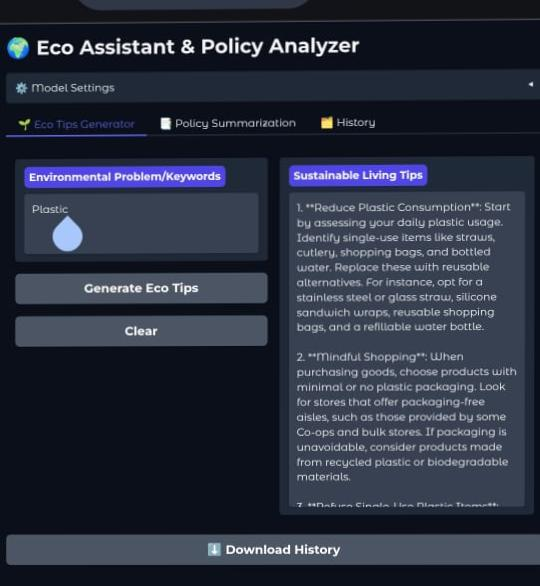 🌍 Eco Assistant & Policy Analyzer
⚙️ Model Settings
🌱 Eco Tips Generator 📑 Policy Summarization 🗂️ History
Environmental Problem/Keywords
Plastic
Generate Eco Tips
Clear
Sustainable Living Tips
1. **Reduce Plastic Consumption**: Start
by assessing your daily plastic usage.
Identify single-use items like straws,
cutlery, shopping bags, and bottled
water. Replace these with reusable
alternatives. For instance, opt for a
stainless steel or glass straw, silicone
sandwich wraps, reusable shopping
bags, and a refillable water bottle.
2. **Mindful Shopping**: When
purchasing goods, choose products with
minimal or no plastic packaging. Look
for stores that offer packaging-free
aisles, such as those provided by some
Co-ops and bulk stores. If packaging is
unavoidable, consider products made
from recycled plastic or biodegradable
materials.
3. **Refuse Single-Use Plastic Items**:
⬇️ Download History